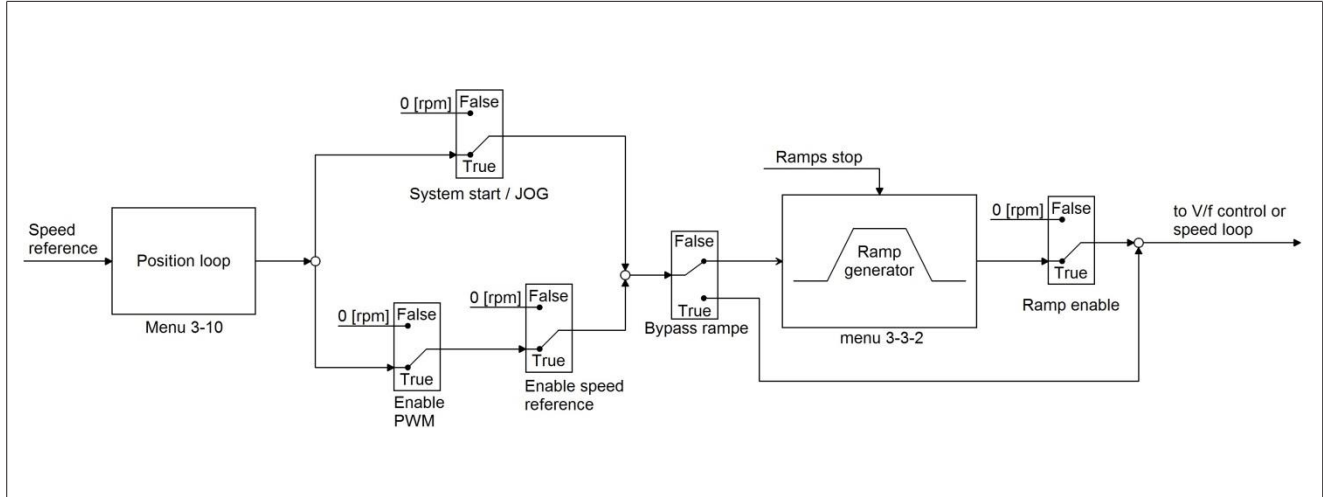 0 [rpm]
False
True
System start / JOG
Speed
reference
Position loop
Menu 3-10
0 [rpm]
False
True
Enable
PWM
0 [rpm]
False
True
Enable speed
reference
False
True
Bypass rampe
Ramps stop
Ramp
generator
menu 3-3-2
0 [rpm]
False
True
Ramp enable
to V/f control or
speed loop